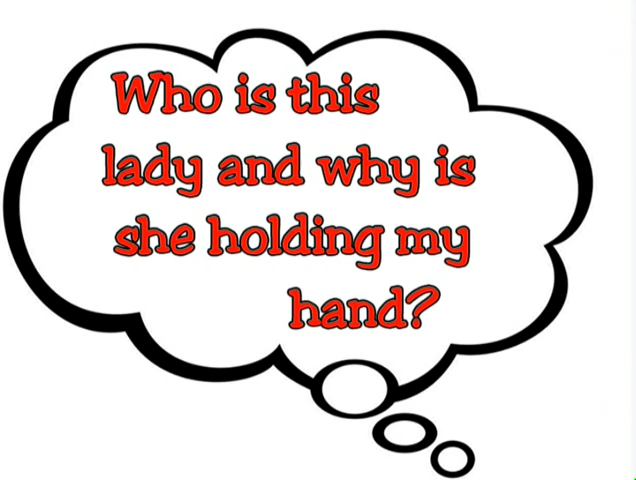 Who is this
lady and why is
she holding my
hand?